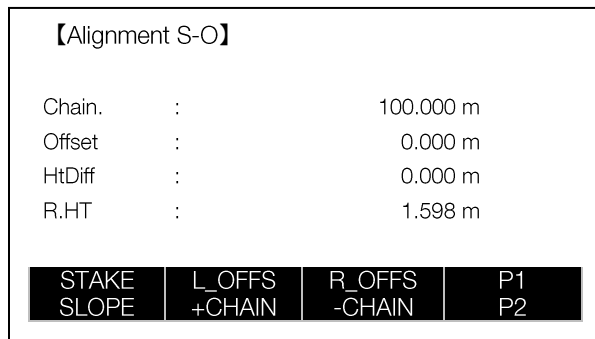 【Alignment S-O】
Chain. : 100.000 m
Offset : 0.000 m
HtDiff : 0.000 m
R.HT : 1.598 m
STAKE L_OFFS R_OFFS P1
SLOPE +CHAIN -CHAIN P2